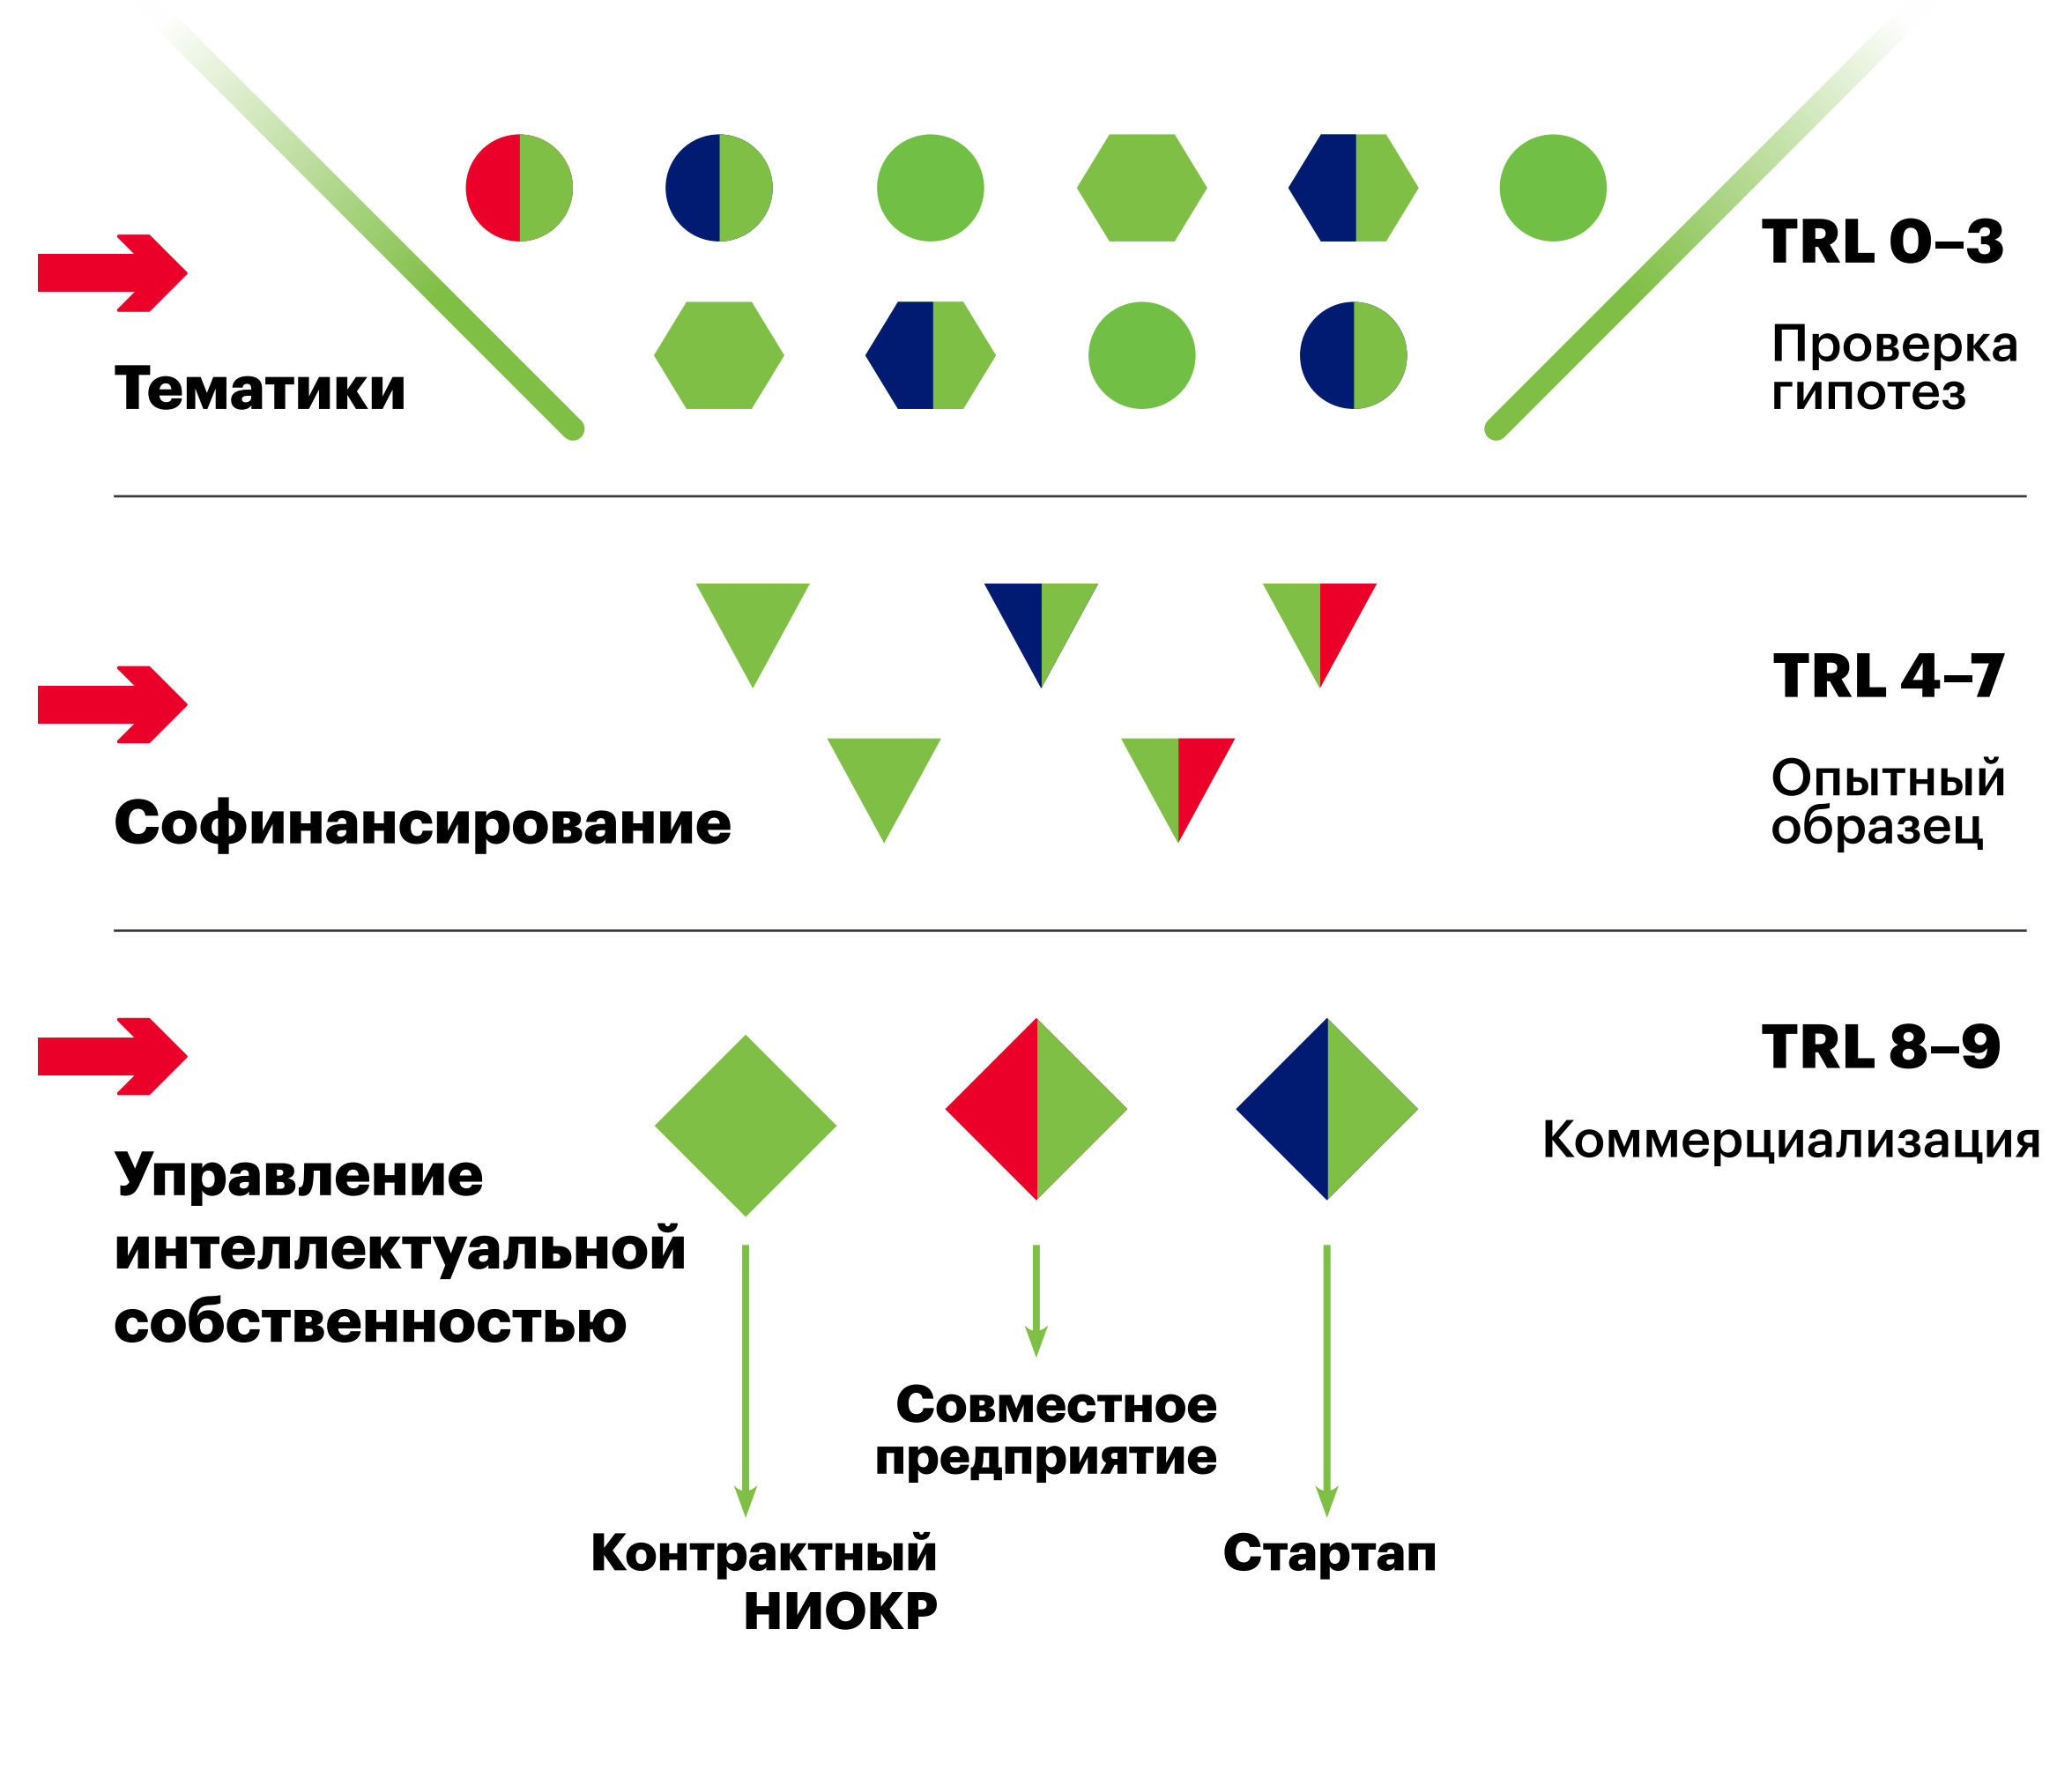 TRL 0–3
Проверка
гипотез
Тематики
TRL 4–7
Опытный
образец
Софинансирование
TRL 8–9
Коммерциализация
Управление
интеллектуальной
собственностью
Совместное
предприятие
Контрактный
НИОКР
Стартап